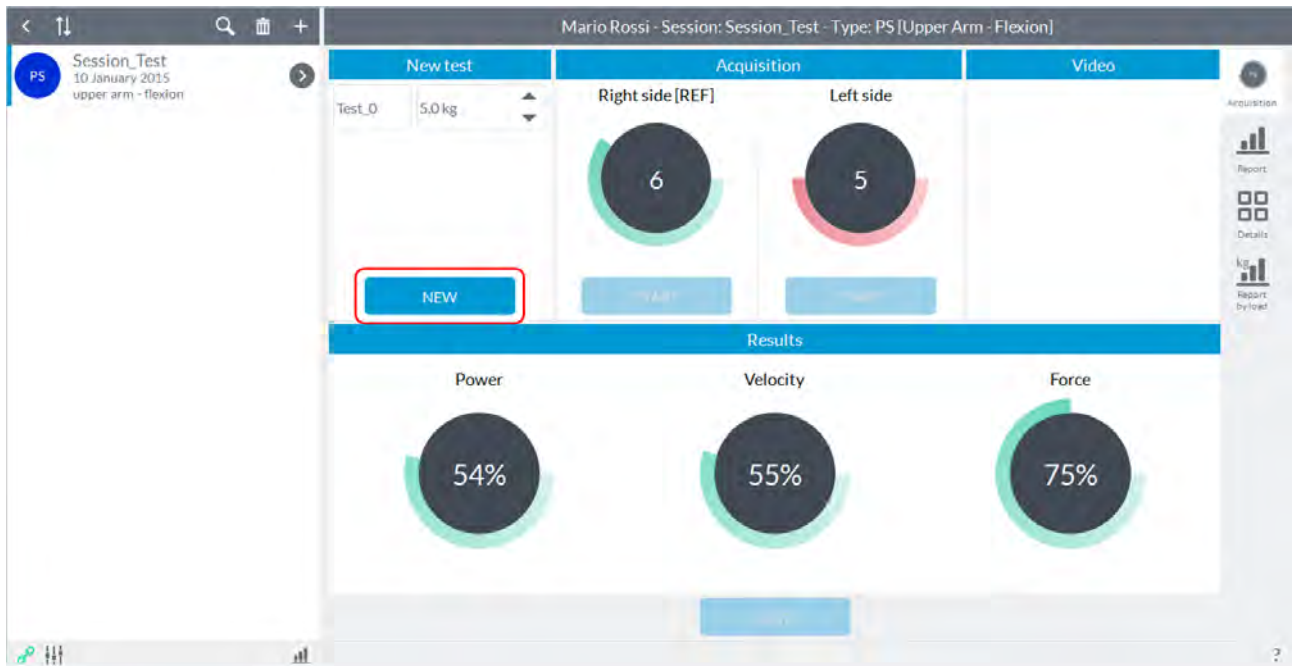 Mario Rossi - Session: Session_Test - Type: PS [Upper Arm - Flexion]
PS
Session_Test
10 January 2015
upper arm - flexion
New test
Acquisition
Video
Test_0
5.0 kg
Right side [REF]
Left side
6
5
NEW
Acquisition
Report
Details
kg
Report
by load
Results
Power
Velocity
Force
54%
55%
75%
?